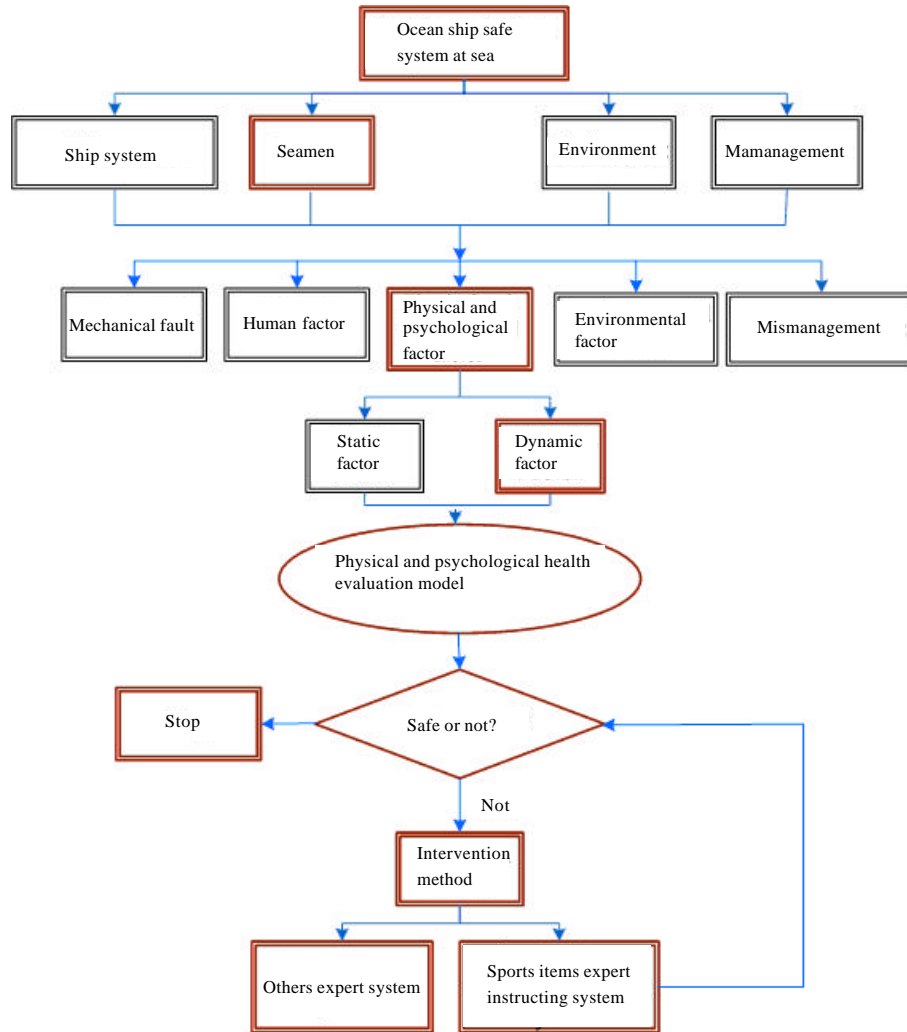 Ocean ship safe
system at sea
Ship system
Seamen
Environment
Mamanagement
Mechanical fault
Human factor
Physical and
psychological
factor
Environmental
factor
Mismanagement
Static
factor
Dynamic
factor
Physical and psychological health
evaluation model
Stop
Safe or not?
Not
Intervention
method
Others expert system
Sports items expert
instructing system